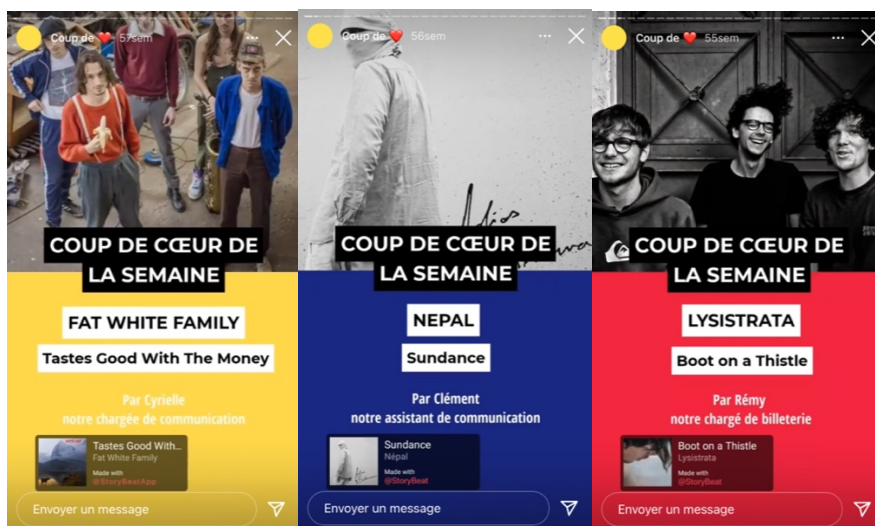 Coup de ❤️ 57sem
COUP DE CŒUR DE
LA SEMAINE
FAT WHITE FAMILY
Tastes Good With The Money
Par Cyrielle
notre chargée de communication
Tastes Good With...
Fat White Family
Made with
@StoryBeatApp
Envoyer un message
Coup de ❤️ 56sem
Adios
COUP DE CŒUR DE
LA SEMAINE
NEPAL
Sundance
Par Clément
notre assistant de communication
Sundance
Népal
Made with
@StoryBeat
Envoyer un message
Coup de ❤️ 55sem
COUP DE CŒUR DE
LA SEMAINE
LYSISTRATA
Boot on a Thistle
Par Rémy
notre chargé de billeterie
Boot on a Thistle
Lysistrata
Made with
@StoryBeat
Envoyer un message